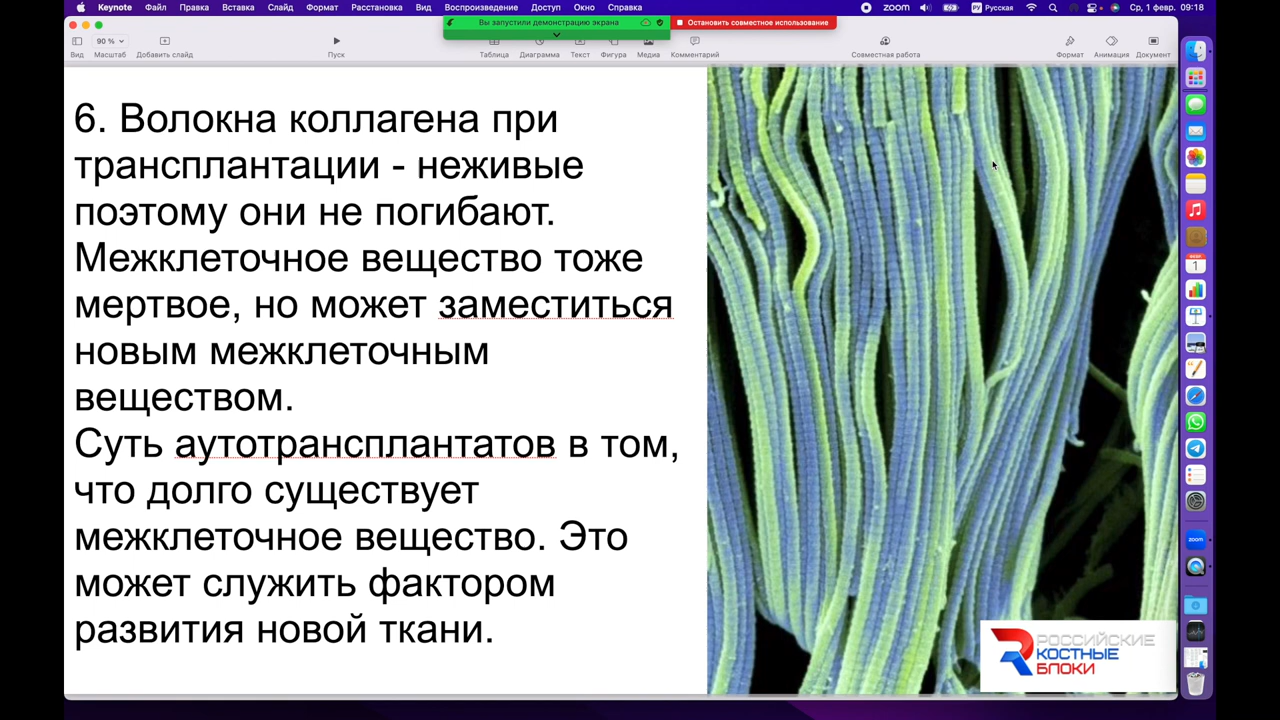 Keynote Файл Правка Вставка Слайд Формат Расстановка Вид Воспроизведение Доступ Окно Справка zoom РУ Русская Ср, 1 февр. 09:18
Вы запустили демонстрацию экрана Остановить совместное использование
90 %
Вид Масштаб Добавить слайд Пуск Таблица Диаграмма Текст Фигура Медиа Комментарий Совместная работа Формат Анимация Документ
6. Волокна коллагена при
трансплантации - неживые
поэтому они не погибают.
Межклеточное вещество тоже
мертвое, но может заместиться
новым межклеточным
веществом.
Суть аутотрансплантатов в том,
что долго существует
межклеточное вещество. Это
может служить фактором
развития новой ткани.
РОССИЙСКИЕ
КОСТНЫЕ
БЛОКИ
1
zoom